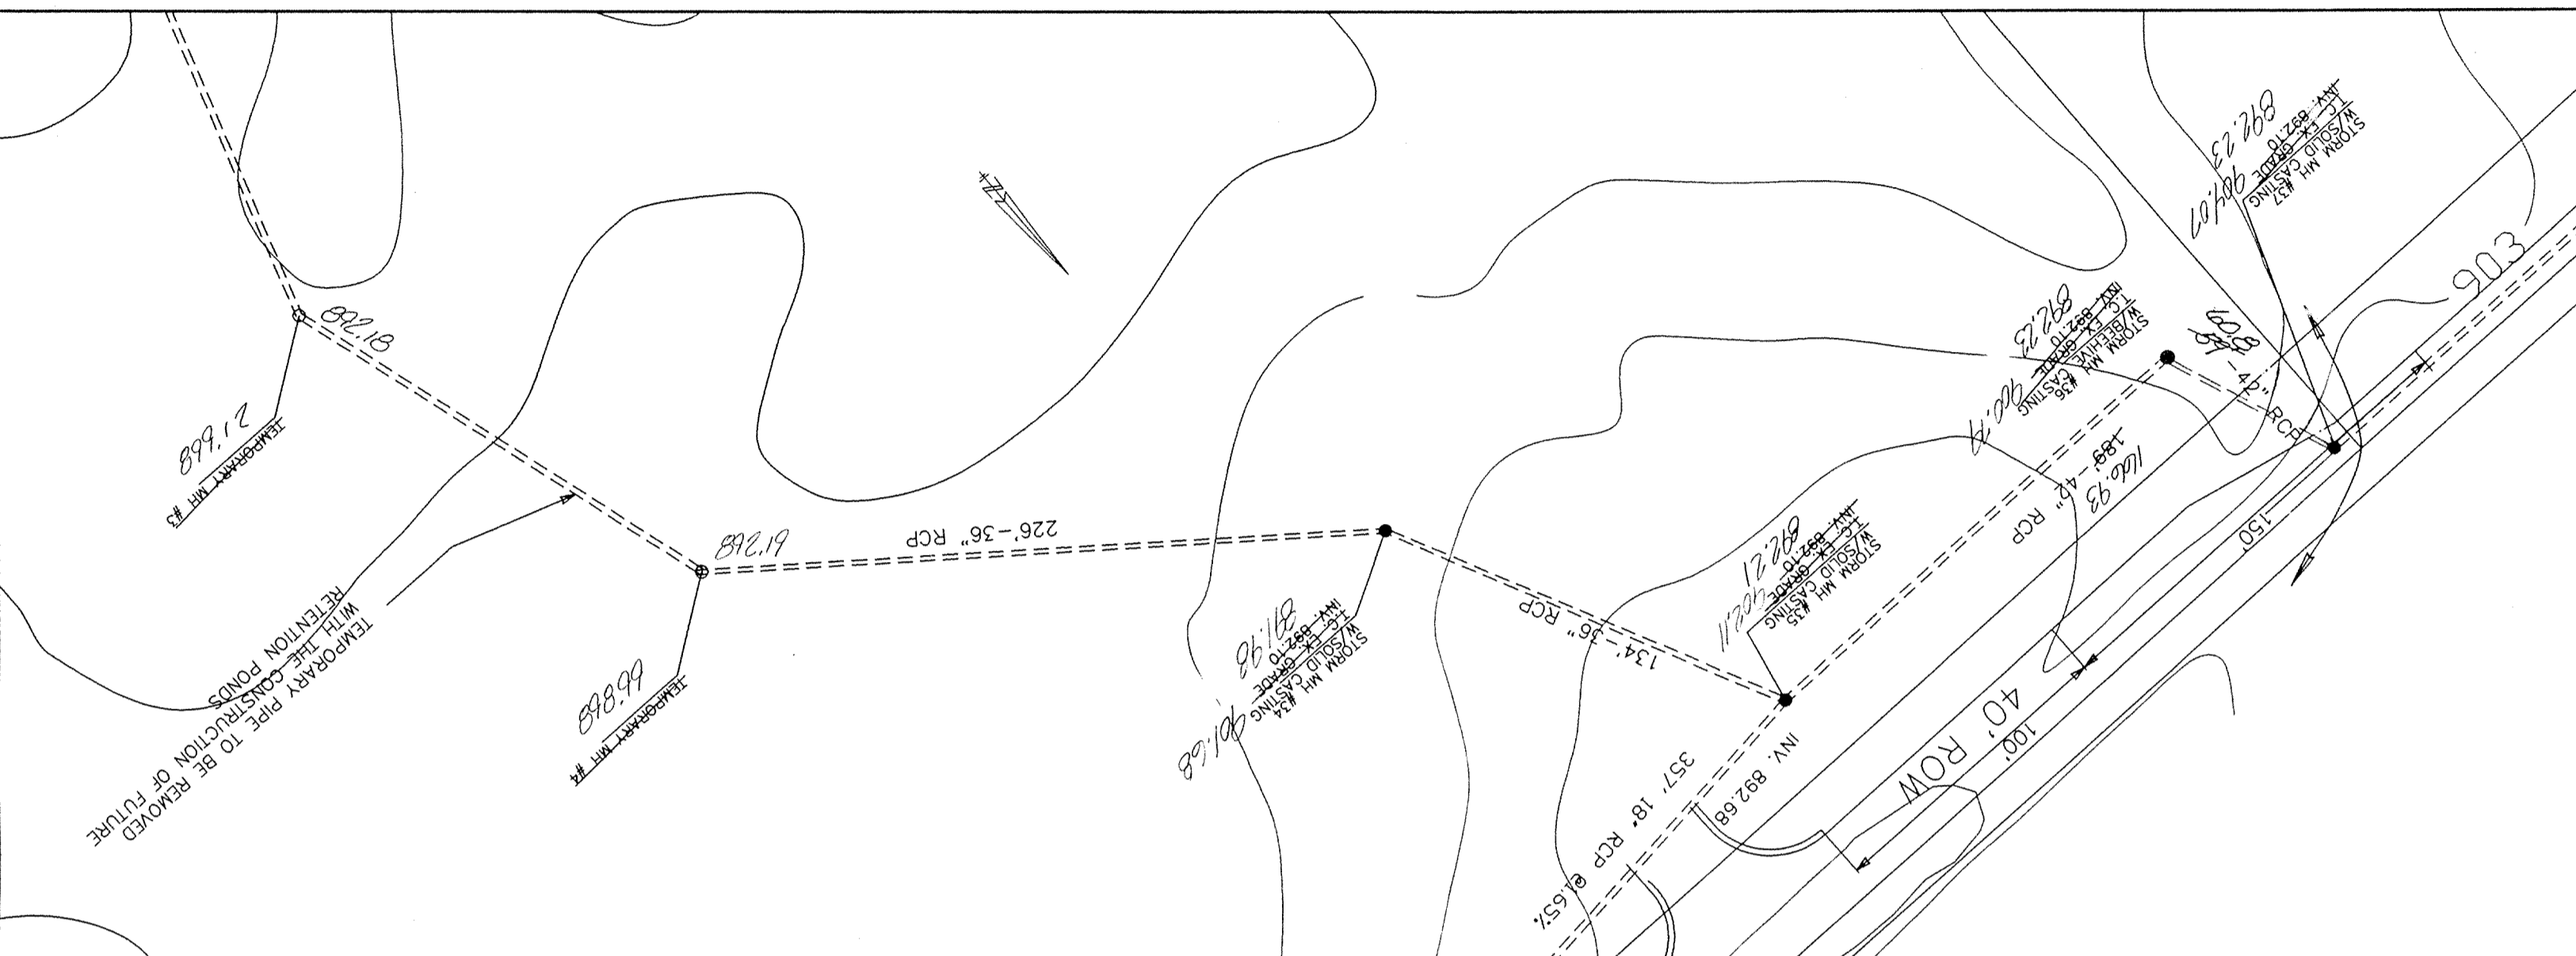 892.18
899.12
TEMPORARY MH #3
TEMPORARY PIPE TO BE REMOVED
WITH THE CONSTRUCTION OF FUTURE
RETENTION PONDS
892.19
898.99
TEMPORARY MH #4
226'-36" RCP
#34
STORM MH
W/SOLID CASTING
T.C. EX. GRADE 901.68
INV. 892.10
891.98
134'-36" RCP
#35
STORM MH
W/SOLID CASTING
T.C. EX. GRADE 902.11
INV. 892.10
892.21
INV. 892.68
357' 18" RCP @1.65%
189'-42" RCP
166.93
#36
STORM MH
W/BEEHIVE CASTING
T.C. EX. GRADE
INV. 892.10
892.23
-42" RCP
#37
STORM MH
W/SOLID CASTING
T.C. EX. GRADE 904.07
INV. 892.10
892.23
903
150'
100'
40' ROW
N